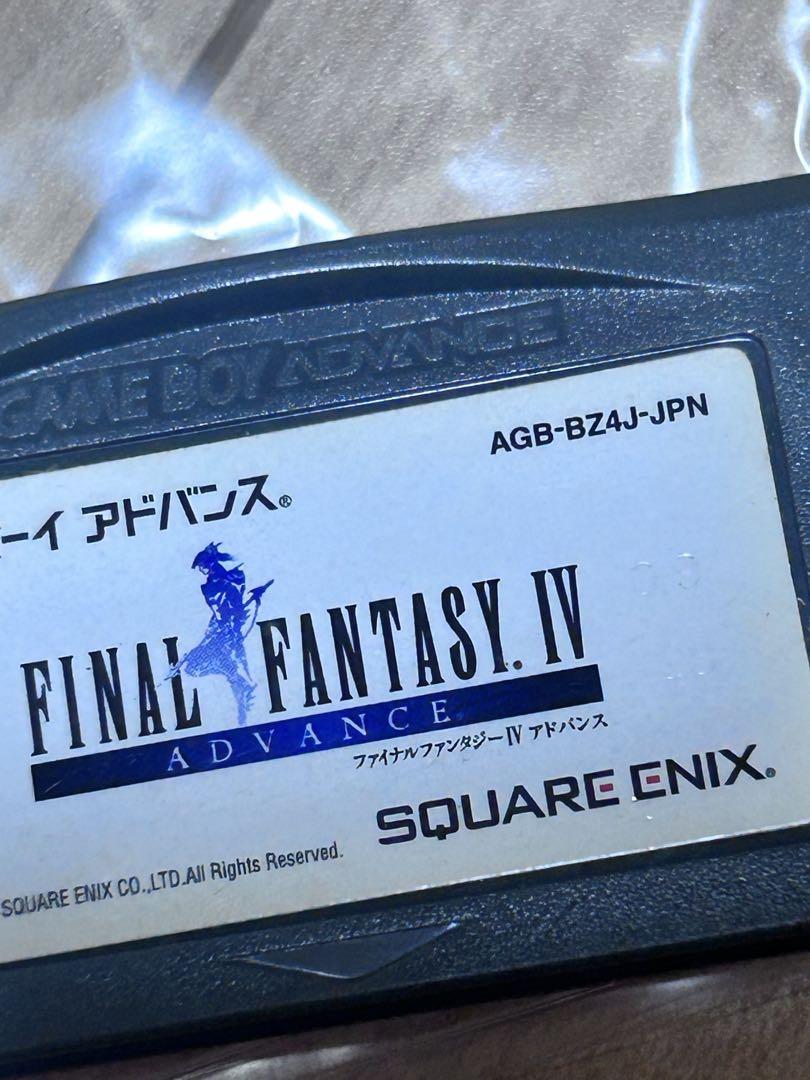 GAME BOY ADVANCE
AGB-BZ4J-JPN
ーイ アドバンス®
FINAL FANTASY. IV
ADVANCE
ファイナルファンタジーIV アドバンス
SQUARE ENIX®
SQUARE ENIX CO.,LTD.All Rights Reserved.